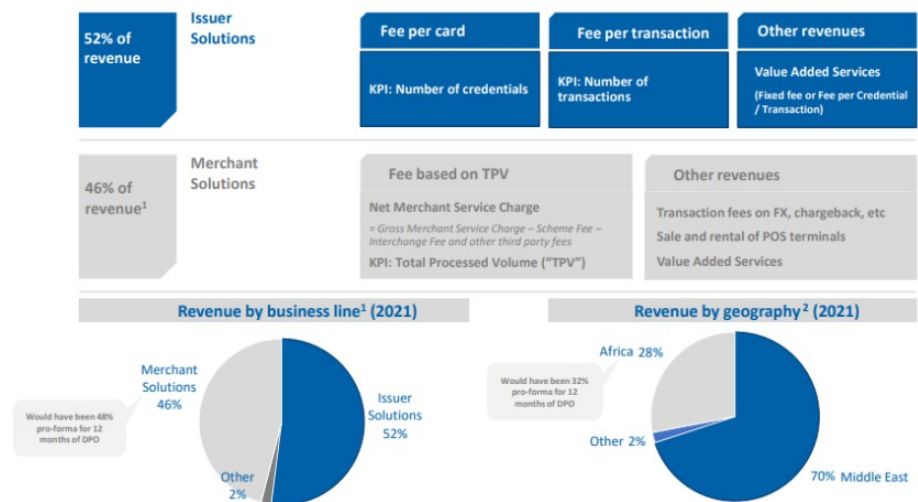 52% of
revenue
Issuer
Solutions
Fee per card
KPI: Number of credentials
Fee per transaction
KPI: Number of
transactions
Other revenues
Value Added Services
(Fixed fee or Fee per Credential
/ Transaction)
46% of
revenue1
Merchant
Solutions
Fee based on TPV
Net Merchant Service Charge
= Gross Merchant Service Charge – Scheme Fee –
Interchange Fee and other third party fees
KPI: Total Processed Volume (“TPV”)
Other revenues
Transaction fees on FX, chargeback, etc
Sale and rental of POS terminals
Value Added Services
Revenue by business line1 (2021)
Merchant
Solutions
46%
Would have been 48%
pro-forma for 12
months of DPO
Issuer
Solutions
52%
Other
2%
Revenue by geography2 (2021)
Africa 28%
Would have been 32%
pro-forma for 12
months of DPO
Other 2%
70% Middle East